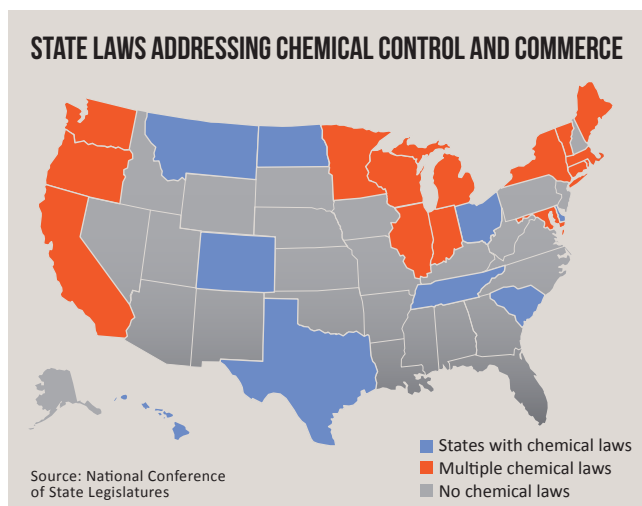 STATE LAWS ADDRESSING CHEMICAL CONTROL AND COMMERCE
States with chemical laws
Multiple chemical laws
No chemical laws
Source: National Conference
of State Legislatures